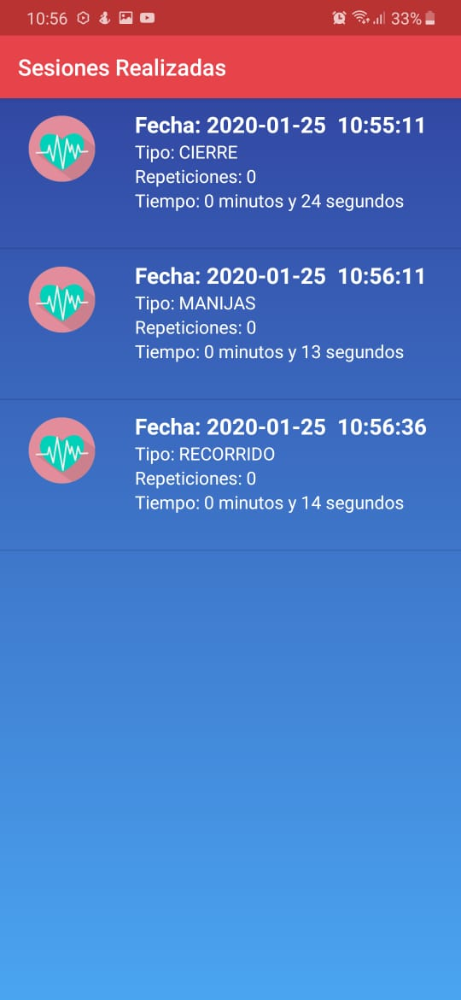 10:56
33%
Sesiones Realizadas
Fecha: 2020-01-25 10:55:11
Tipo: CIERRE
Repeticiones: 0
Tiempo: 0 minutos y 24 segundos
Fecha: 2020-01-25 10:56:11
Tipo: MANIJAS
Repeticiones: 0
Tiempo: 0 minutos y 13 segundos
Fecha: 2020-01-25 10:56:36
Tipo: RECORRIDO
Repeticiones: 0
Tiempo: 0 minutos y 14 segundos